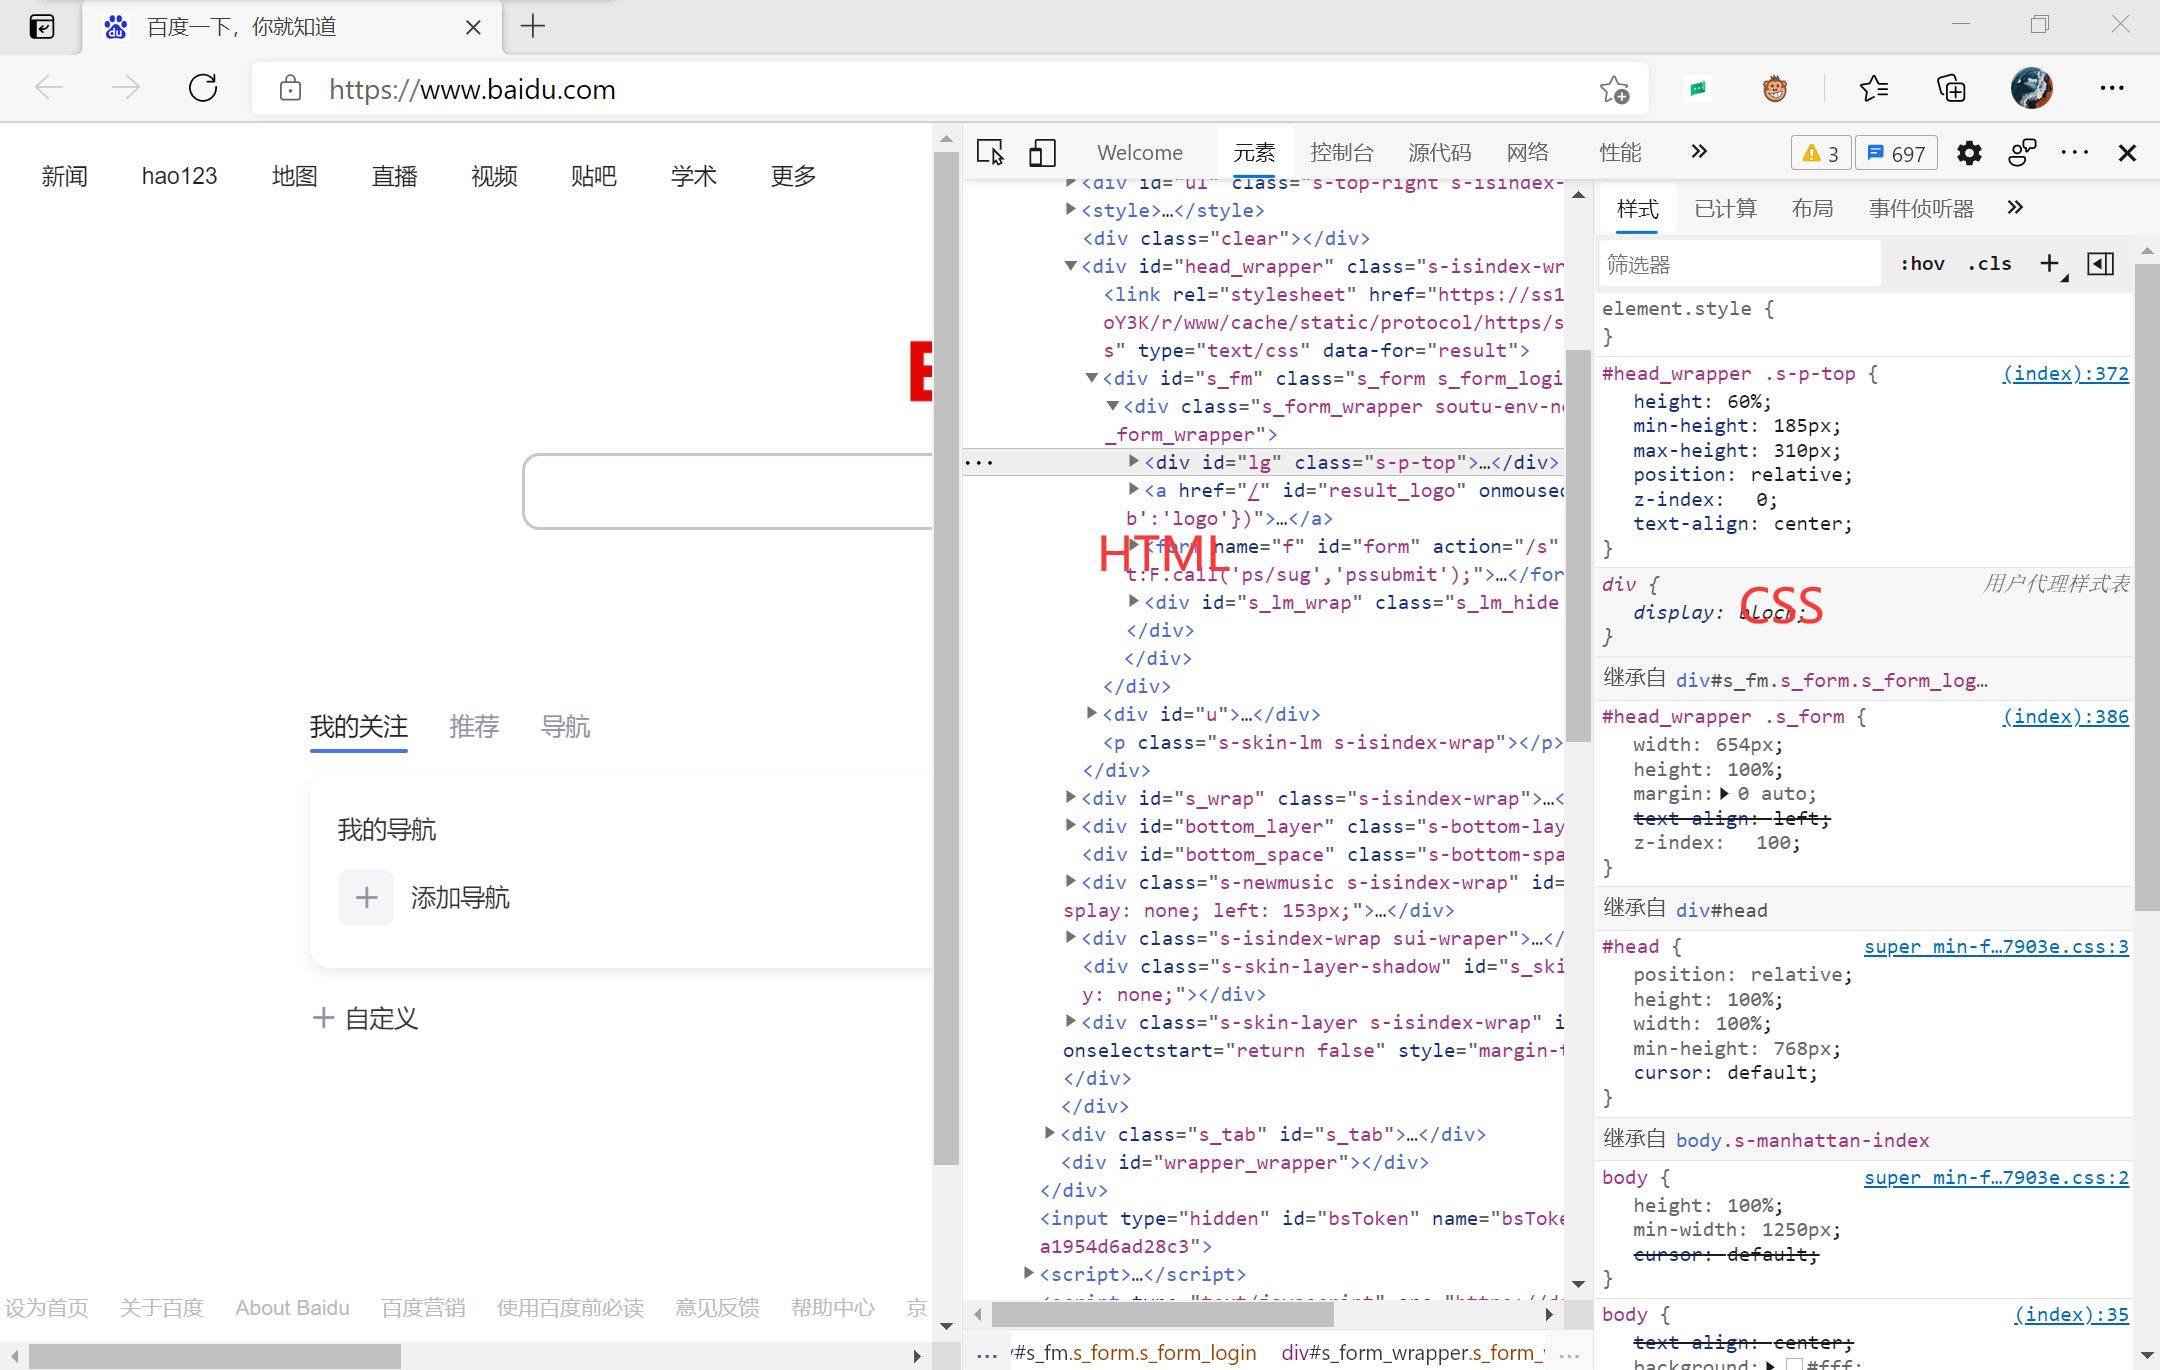 百度一下，你就知道
https://www.baidu.com
新闻 hao123 地图 直播 视频 贴吧 学术 更多
我的关注 推荐 导航
我的导航
添加导航
自定义
设为首页 关于百度 About Baidu 百度营销 使用百度前必读 意见反馈 帮助中心 京
Welcome 元素 控制台 源代码 网络 性能 » 3 697
<div id="u1" class="s-top-right s-isindex-
<style>…</style>
<div class="clear"></div>
<div id="head_wrapper" class="s-isindex-wr
<link rel="stylesheet" href="https://ss1
oY3K/r/www/cache/static/protocol/https/s
s" type="text/css" data-for="result">
<div id="s_fm" class="s_form s_form_logi
<div class="s_form_wrapper soutu-env-n
_form_wrapper">
<div id="lg" class="s-p-top">…</div>
<a href="/" id="result_logo" onmoused
b':'logo'})">…</a>
<form name="f" id="form" action="/s"
HTML
t:F.call('ps/sug','pssubmit');">…</for
<div id="s_lm_wrap" class="s_lm_hide
</div>
</div>
</div>
<div id="u">…</div>
<p class="s-skin-lm s-isindex-wrap"></p>
</div>
<div id="s_wrap" class="s-isindex-wrap">…<
<div id="bottom_layer" class="s-bottom-lay
<div id="bottom_space" class="s-bottom-spa
<div class="s-newmusic s-isindex-wrap" id=
splay: none; left: 153px;">…</div>
<div class="s-isindex-wrap sui-wraper">…</
<div class="s-skin-layer-shadow" id="s_ski
y: none;"></div>
<div class="s-skin-layer s-isindex-wrap" i
onselectstart="return false" style="margin-t
</div>
</div>
<div class="s_tab" id="s_tab">…</div>
<div id="wrapper_wrapper"></div>
</div>
<input type="hidden" id="bsToken" name="bsToke
a1954d6ad28c3">
<script>…</script>
… #s_fm.s_form.s_form_login div#s_form_wrapper.s_form_ …
样式 已计算 布局 事件侦听器 »
筛选器 :hov .cls +
element.style {
}
#head_wrapper .s-p-top { (index):372
height: 60%;
min-height: 185px;
max-height: 310px;
position: relative;
z-index: 0;
text-align: center;
}
div { 用户代理样式表
display: block;
CSS
}
继承自 div#s_fm.s_form.s_form_log…
#head_wrapper .s_form { (index):386
width: 654px;
height: 100%;
margin: 0 auto;
text-align: left;
z-index: 100;
}
继承自 div#head
#head { super_min-f…7903e.css:3
position: relative;
height: 100%;
width: 100%;
min-height: 768px;
cursor: default;
}
继承自 body.s-manhattan-index
body { super_min-f…7903e.css:2
height: 100%;
min-width: 1250px;
cursor: default;
}
body { (index):35
text-align: center;
background: #fff;